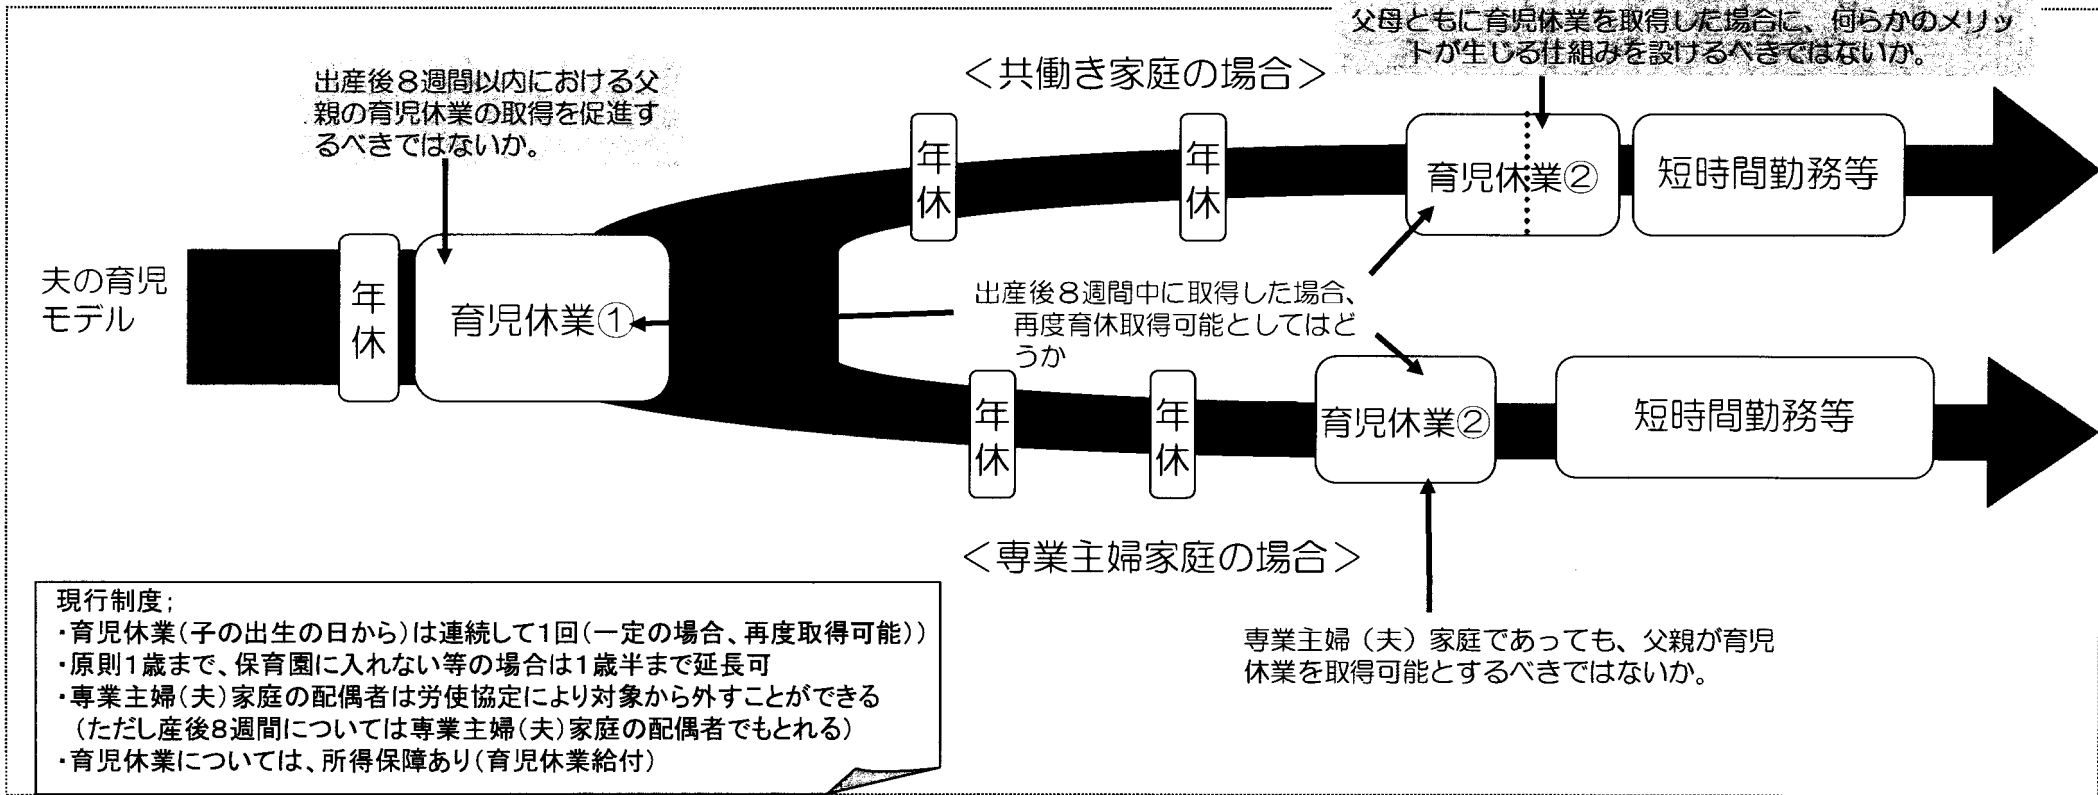 父母ともに育児休業を取得した場合に、何らかのメリッ
トが生じる仕組みを設けるべきではないか。
<共働き家庭の場合>
出産後8週間以内における父
親の育児休業の取得を促進す
るべきではないか。
年休
年休
育児休業②
短時間勤務等
夫の育児
モデル
年休
育児休業①
出産後8週間中に取得した場合、
再度育休取得可能としてはど
うか
年休
年休
育児休業②
短時間勤務等
<専業主婦家庭の場合>
専業主婦(夫)家庭であっても、父親が育児
休業を取得可能とするべきではないか。
現行制度;
・育児休業(子の出生の日から)は連続して1回(一定の場合、再度取得可能))
・原則1歳まで、保育園に入れない等の場合は1歳半まで延長可
・専業主婦(夫)家庭の配偶者は労使協定により対象から外すことができる
(ただし産後8週間については専業主婦(夫)家庭の配偶者でもとれる)
・育児休業については、所得保障あり(育児休業給付)